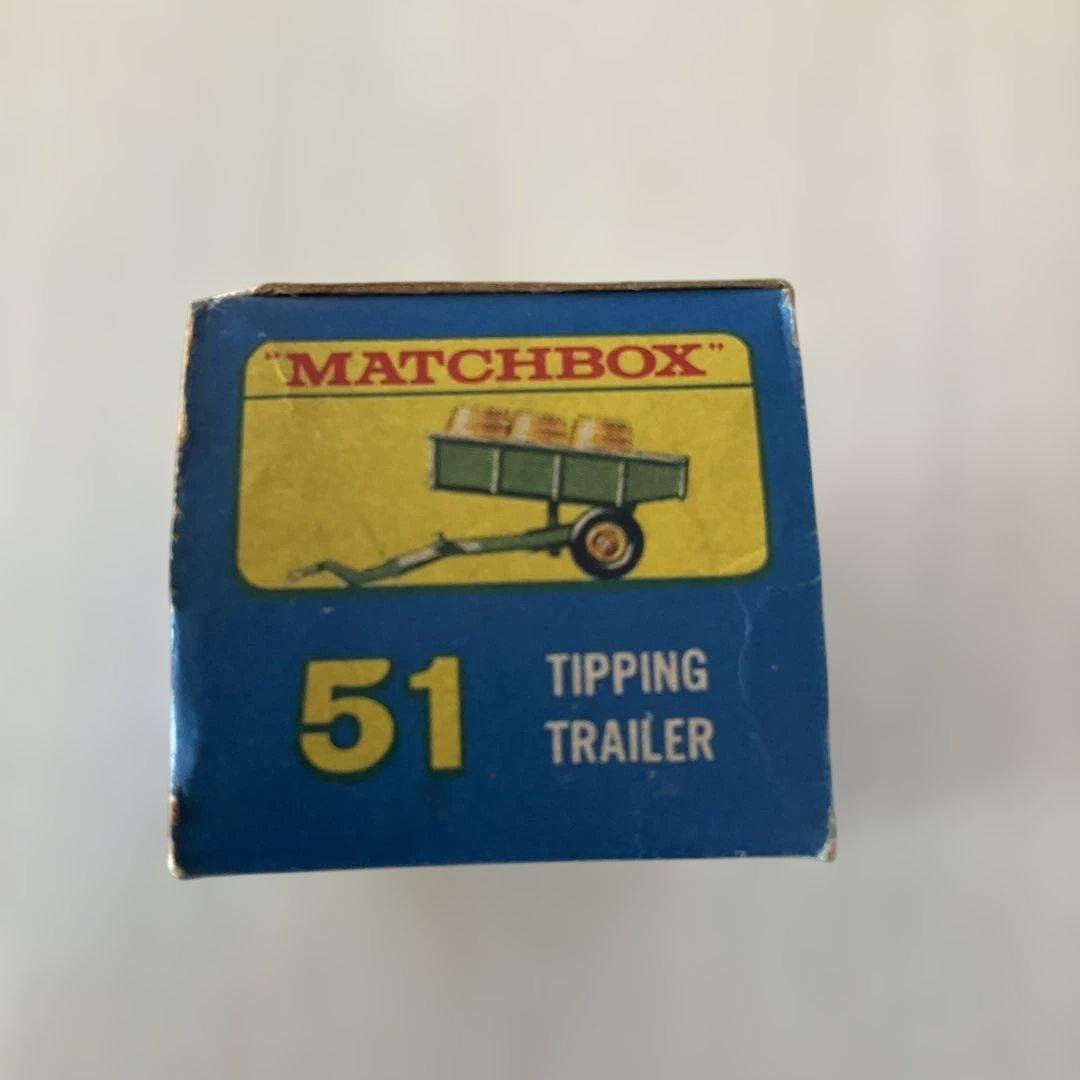 "MATCHBOX"
51
TIPPING
TRAILER